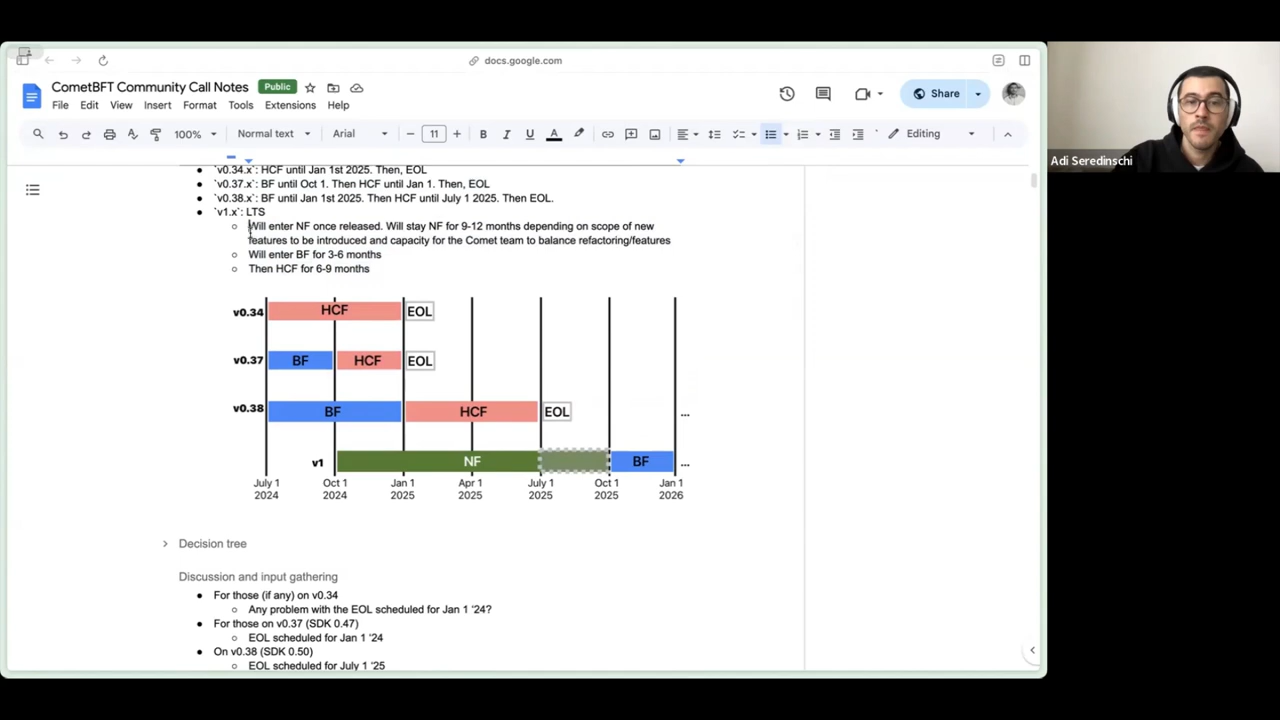 docs.google.com
CometBFT Community Call Notes
Public
Share
File Edit View Insert Format Tools Extensions Help
100% Normal text Arial 11 Editing
Adi Seredinschi
`v0.34.x`: HCF until Jan 1st 2025. Then, EOL
`v0.37.x`: BF until Oct 1. Then HCF until Jan 1. Then, EOL
`v0.38.x`: BF until Jan 1st 2025. Then HCF until July 1 2025. Then EOL.
`v1.x`: LTS
Will enter NF once released. Will stay NF for 9-12 months depending on scope of new
features to be introduced and capacity for the Comet team to balance refactoring/features
Will enter BF for 3-6 months
Then HCF for 6-9 months
v0.34 HCF EOL
v0.37 BF HCF EOL
v0.38 BF HCF EOL ...
v1 NF BF ...
July 1 Oct 1 Jan 1 Apr 1 July 1 Oct 1 Jan 1
2024 2024 2025 2025 2025 2025 2026
Decision tree
Discussion and input gathering
For those (if any) on v0.34
Any problem with the EOL scheduled for Jan 1 ‘24?
For those on v0.37 (SDK 0.47)
EOL scheduled for Jan 1 ‘24
On v0.38 (SDK 0.50)
EOL scheduled for July 1 ‘25